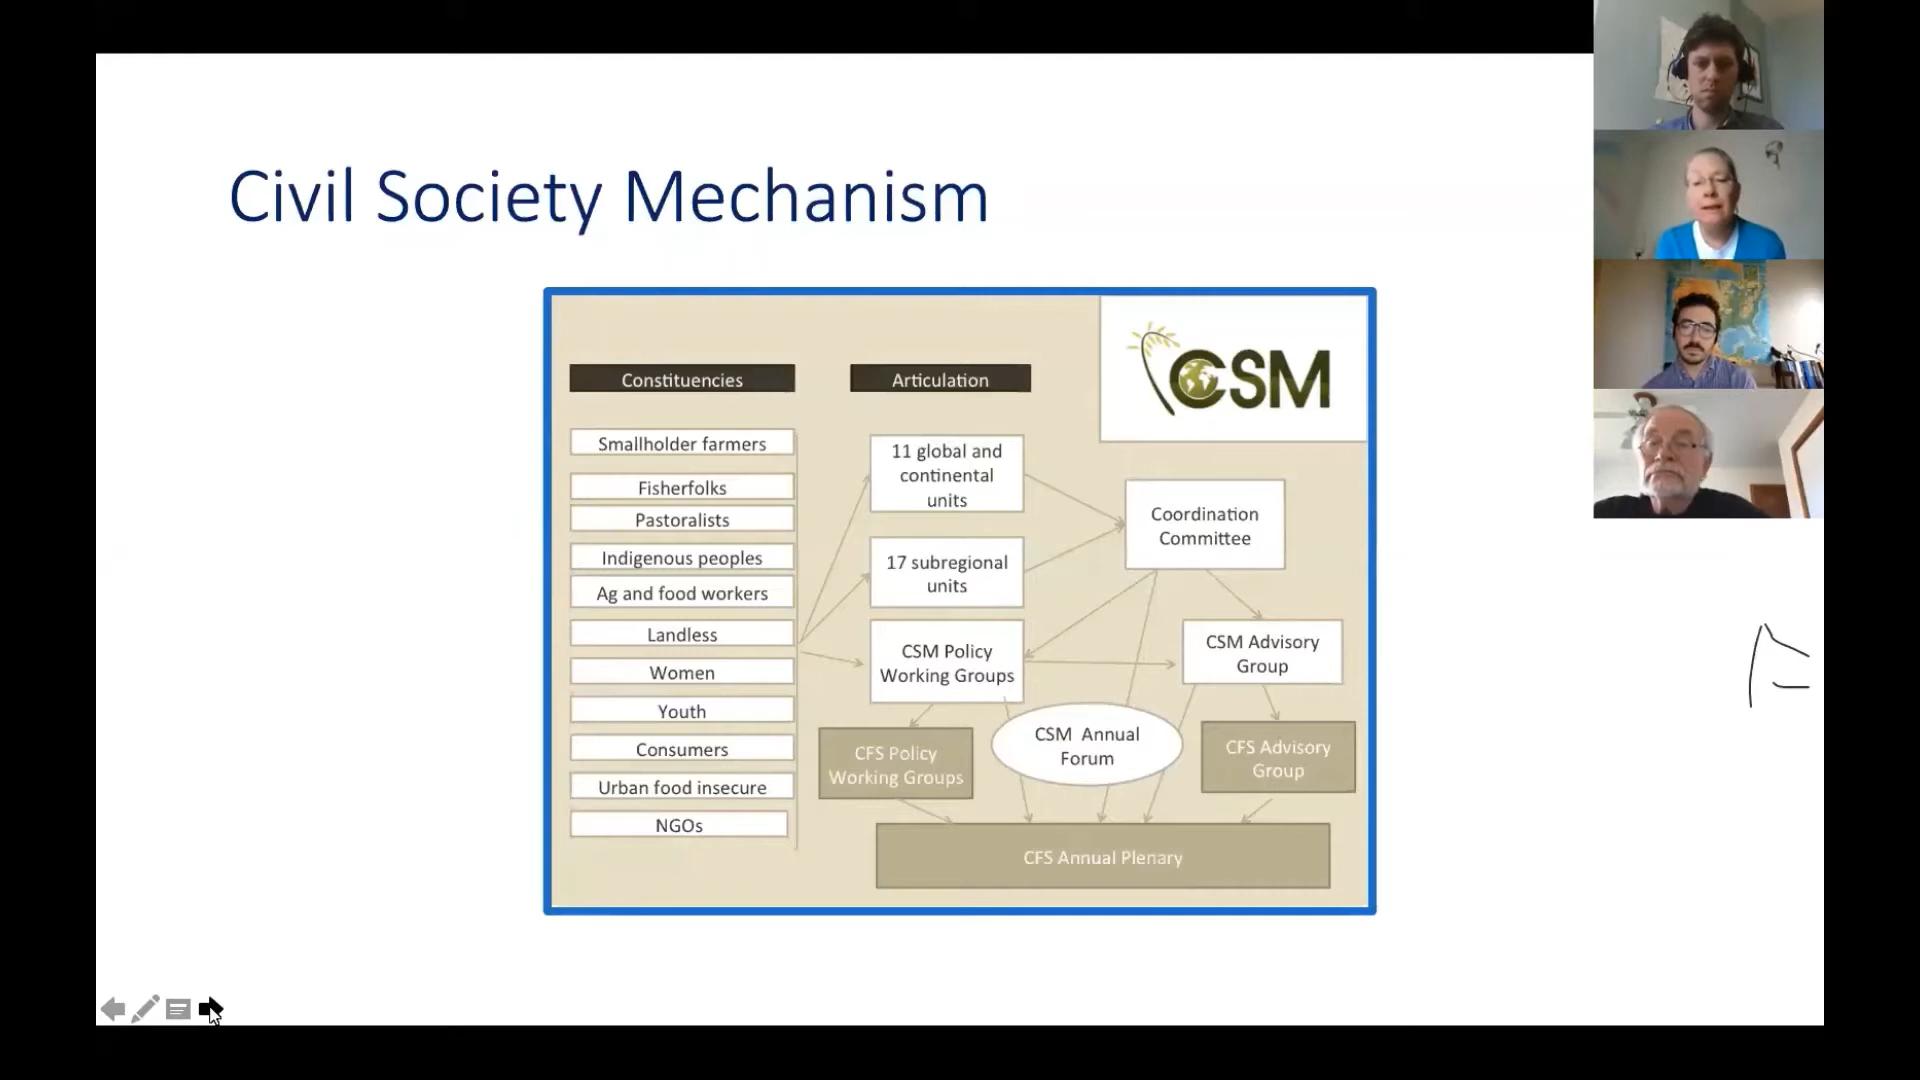 Civil Society Mechanism
CSM
Constituencies
Smallholder farmers
Fisherfolks
Pastoralists
Indigenous peoples
Ag and food workers
Landless
Women
Youth
Consumers
Urban food insecure
NGOs
Articulation
11 global and
continental
units
17 subregional
units
CSM Policy
Working Groups
Coordination
Committee
CSM Advisory
Group
CFS Policy
Working Groups
CSM Annual
Forum
CFS Advisory
Group
CFS Annual Plenary